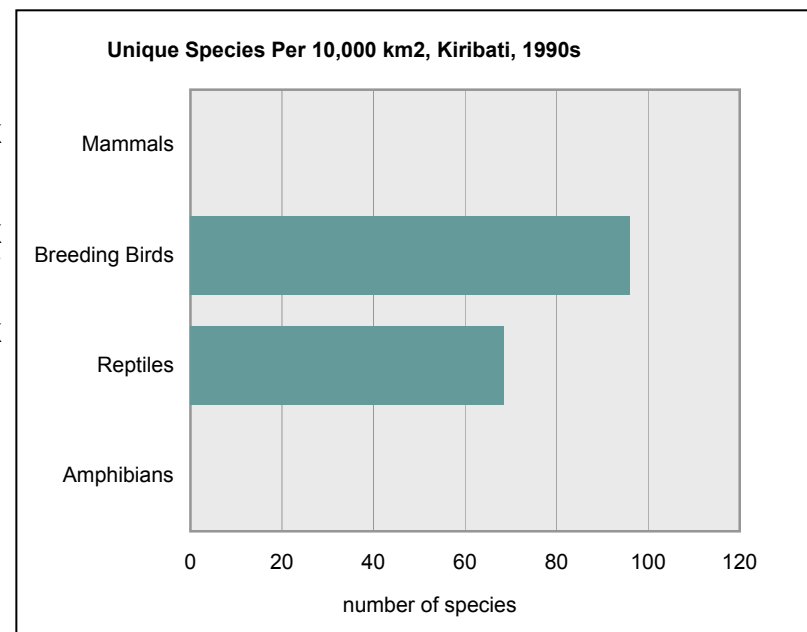 Unique Species Per 10,000 km2, Kiribati, 1990s
Mammals
Breeding Birds
Reptiles
Amphibians
0 20 40 60 80 100 120
number of species